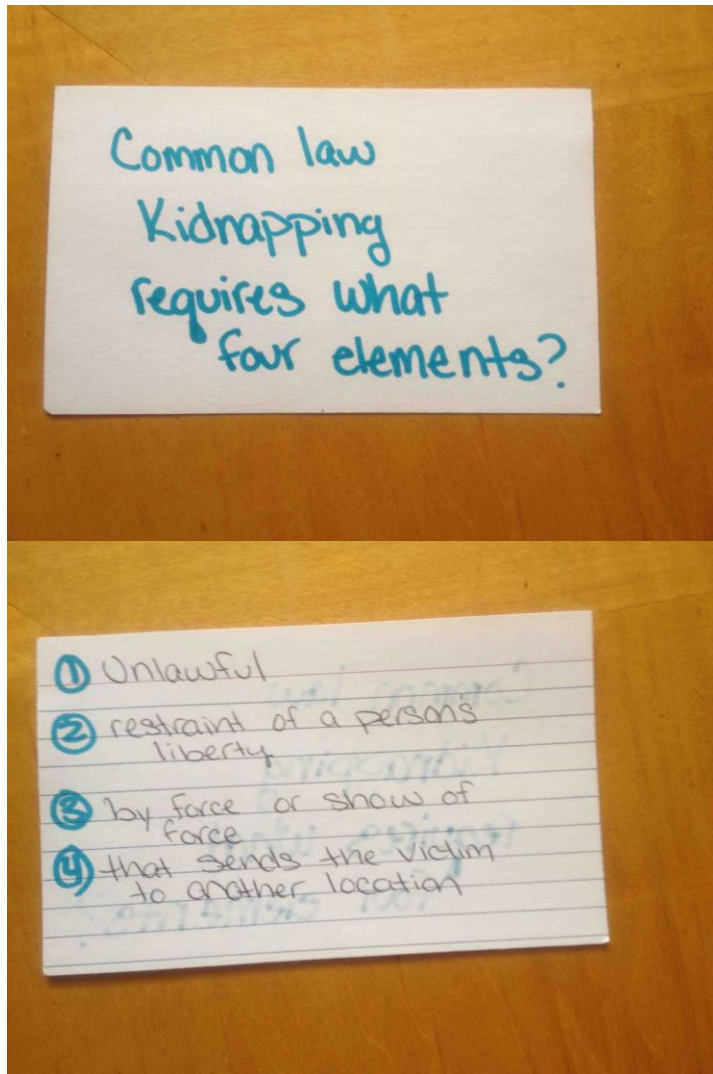 Common law
Kidnapping
requires what
four elements?
① Unlawful
② restraint of a person's
liberty
③ by force or show of
force
④ that sends the victim
to another location